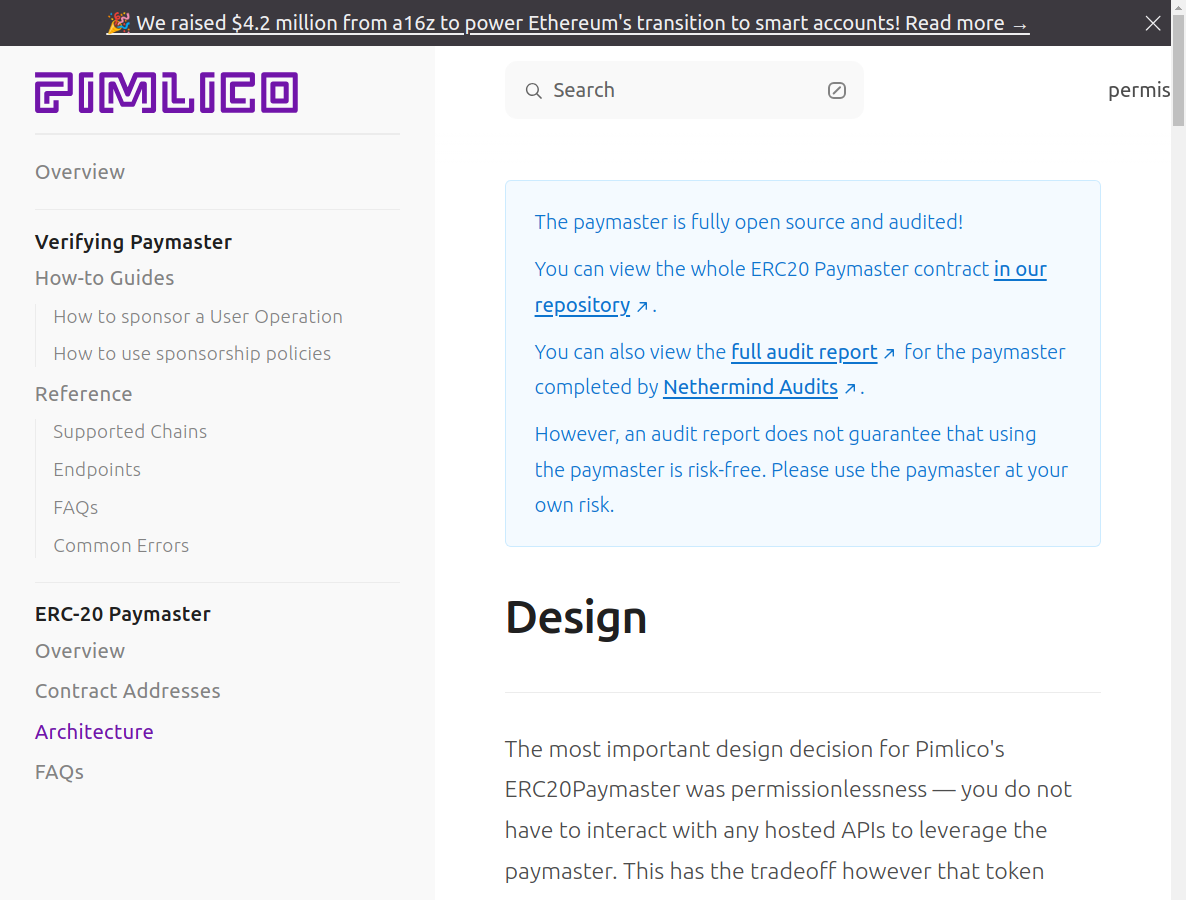 🎉 We raised $4.2 million from a16z to power Ethereum's transition to smart accounts! Read more →
PIMLICO
Search
permis
Overview
Verifying Paymaster
How-to Guides
How to sponsor a User Operation
How to use sponsorship policies
Reference
Supported Chains
Endpoints
FAQs
Common Errors
ERC-20 Paymaster
Overview
Contract Addresses
Architecture
FAQs
The paymaster is fully open source and audited!
You can view the whole ERC20 Paymaster contract in our
repository ↗ .
You can also view the full audit report ↗ for the paymaster
completed by Nethermind Audits ↗ .
However, an audit report does not guarantee that using
the paymaster is risk-free. Please use the paymaster at your
own risk.
Design
The most important design decision for Pimlico's
ERC20Paymaster was permissionlessness — you do not
have to interact with any hosted APIs to leverage the
paymaster. This has the tradeoff however that token